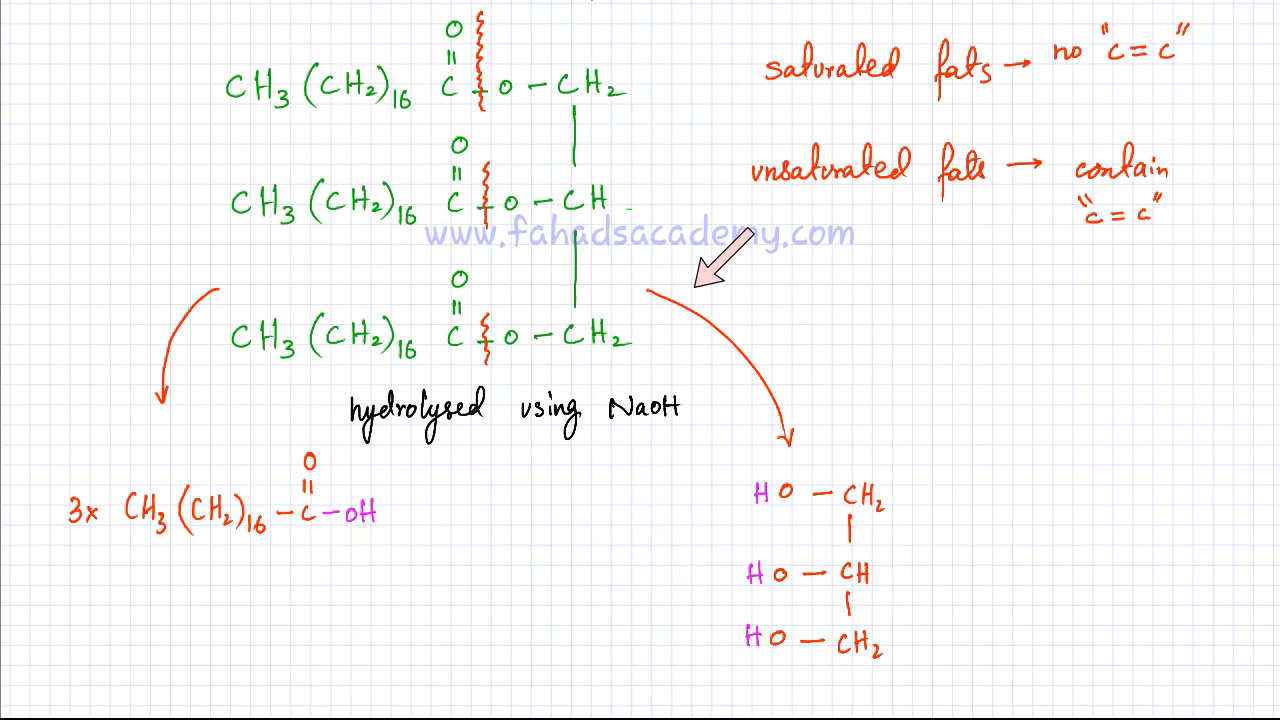 O
||
CH3 (CH2)16 C - O - CH2
O
||
CH3 (CH2)16 C - O - CH -
O
||
CH3 (CH2)16 C - O - CH2
saturated fats → no "C = C"
unsaturated fats → contain
"C = C"
www.fahadsacademy.com
hydrolysed using NaOH
O
||
3x CH3 (CH2)16 - C - OH
HO - CH2
|
HO - CH
|
HO - CH2